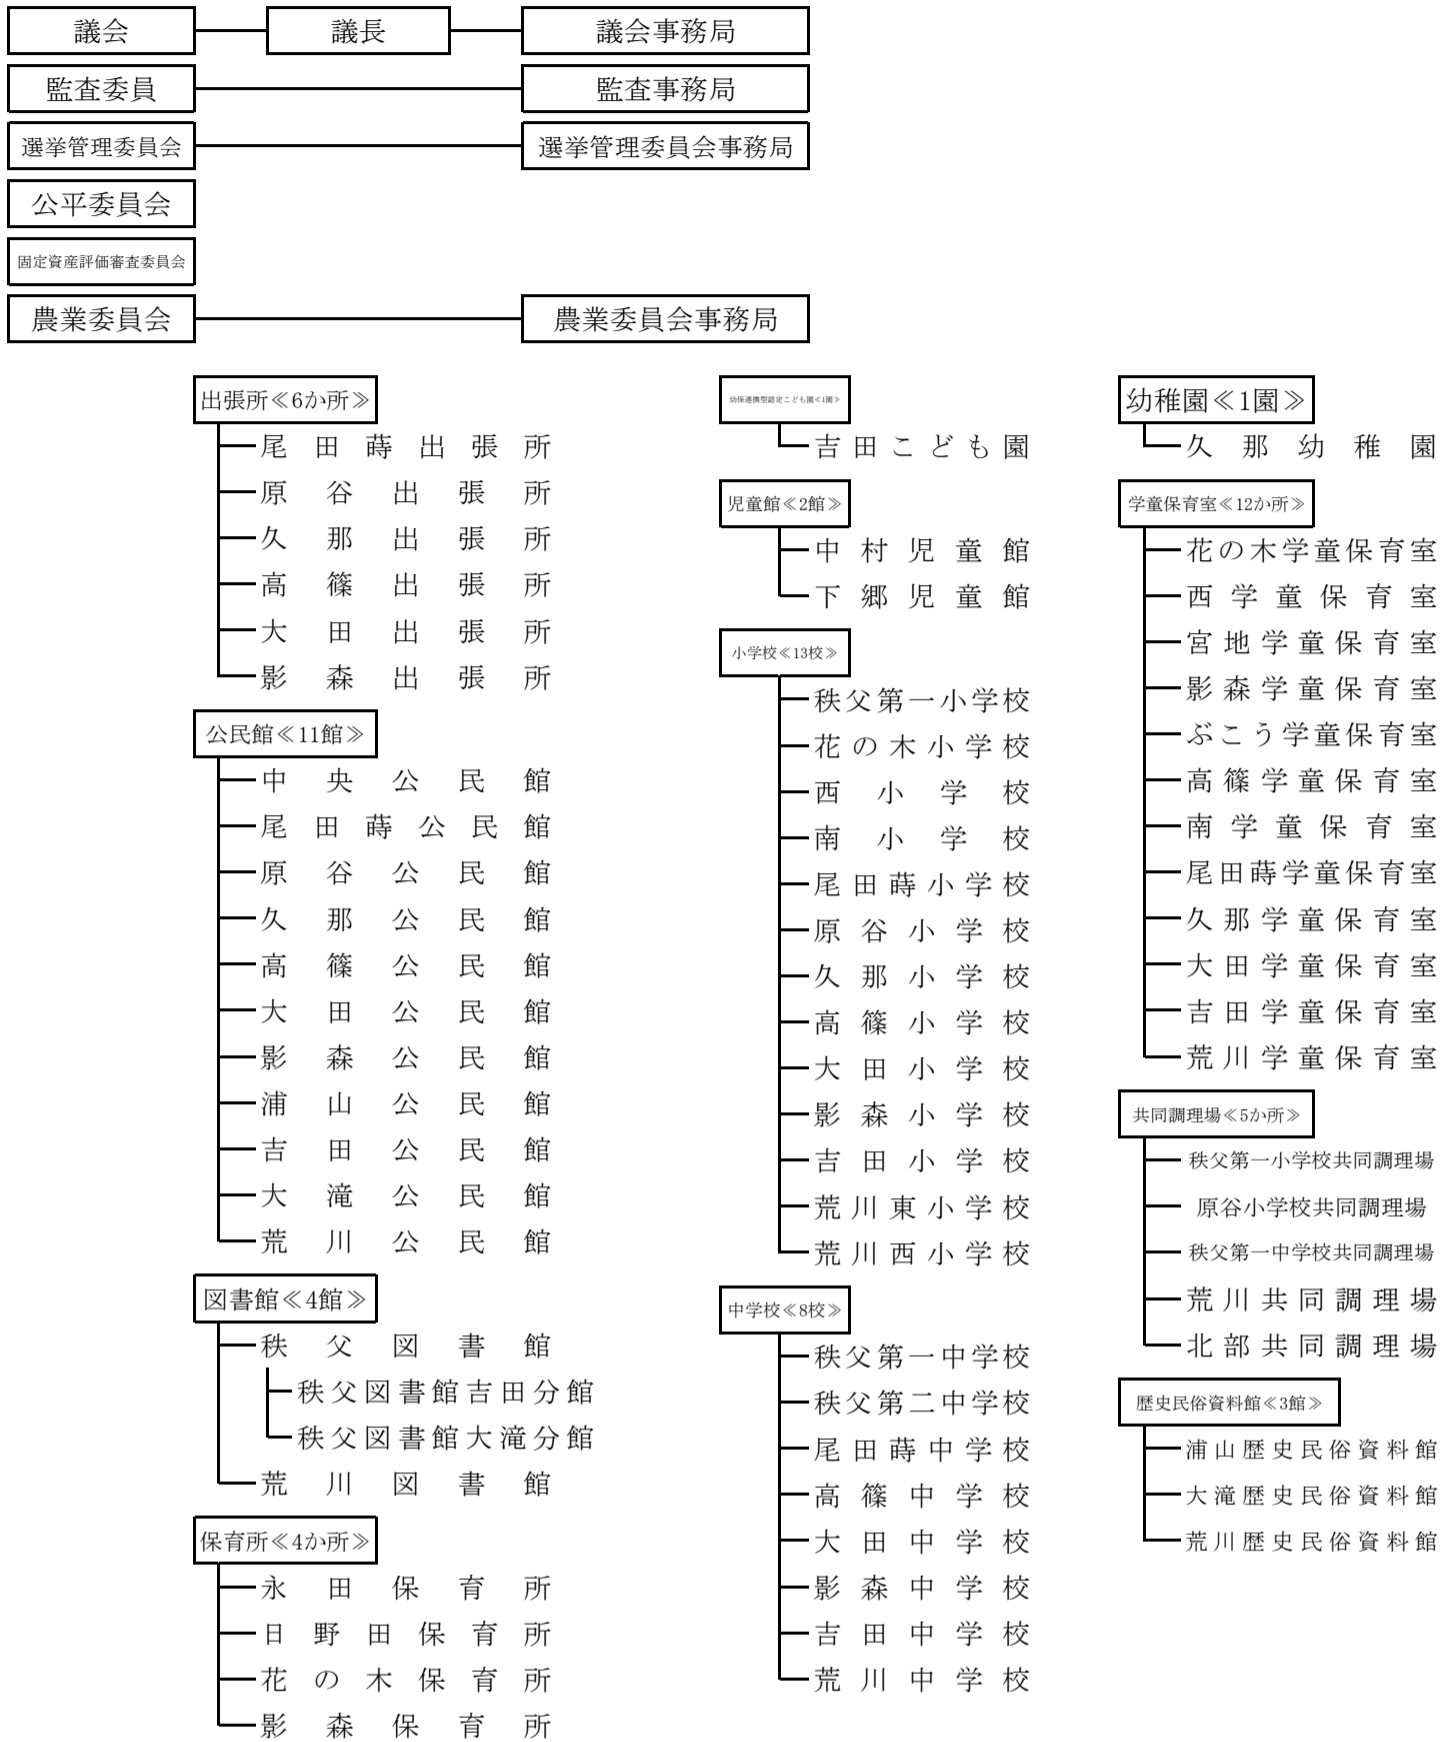 議会 議長 議会事務局
監査委員 監査事務局
選挙管理委員会 選挙管理委員会事務局
公平委員会
固定資産評価審査委員会
農業委員会 農業委員会事務局
出張所≪6か所≫
尾田蒔出張所
原谷出張所
久那出張所
高篠出張所
大田出張所
影森出張所
公民館≪11館≫
中央公民館
尾田蒔公民館
原谷公民館
久那公民館
高篠公民館
大田公民館
影森公民館
浦山公民館
吉田公民館
大滝公民館
荒川公民館
図書館≪4館≫
秩父図書館
秩父図書館吉田分館
秩父図書館大滝分館
荒川図書館
保育所≪4か所≫
永田保育所
日野田保育所
花の木保育所
影森保育所
幼保連携型認定こども園≪1園≫
吉田こども園
児童館≪2館≫
中村児童館
下郷児童館
小学校≪13校≫
秩父第一小学校
花の木小学校
西小学校
南小学校
尾田蒔小学校
原谷小学校
久那小学校
高篠小学校
大田小学校
影森小学校
吉田小学校
荒川東小学校
荒川西小学校
中学校≪8校≫
秩父第一中学校
秩父第二中学校
尾田蒔中学校
高篠中学校
大田中学校
影森中学校
吉田中学校
荒川中学校
幼稚園≪1園≫
久那幼稚園
学童保育室≪12か所≫
花の木学童保育室
西学童保育室
宮地学童保育室
影森学童保育室
ぶこう学童保育室
高篠学童保育室
南学童保育室
尾田蒔学童保育室
久那学童保育室
大田学童保育室
吉田学童保育室
荒川学童保育室
共同調理場≪5か所≫
秩父第一小学校共同調理場
原谷小学校共同調理場
秩父第一中学校共同調理場
荒川共同調理場
北部共同調理場
歴史民俗資料館≪3館≫
浦山歴史民俗資料館
大滝歴史民俗資料館
荒川歴史民俗資料館